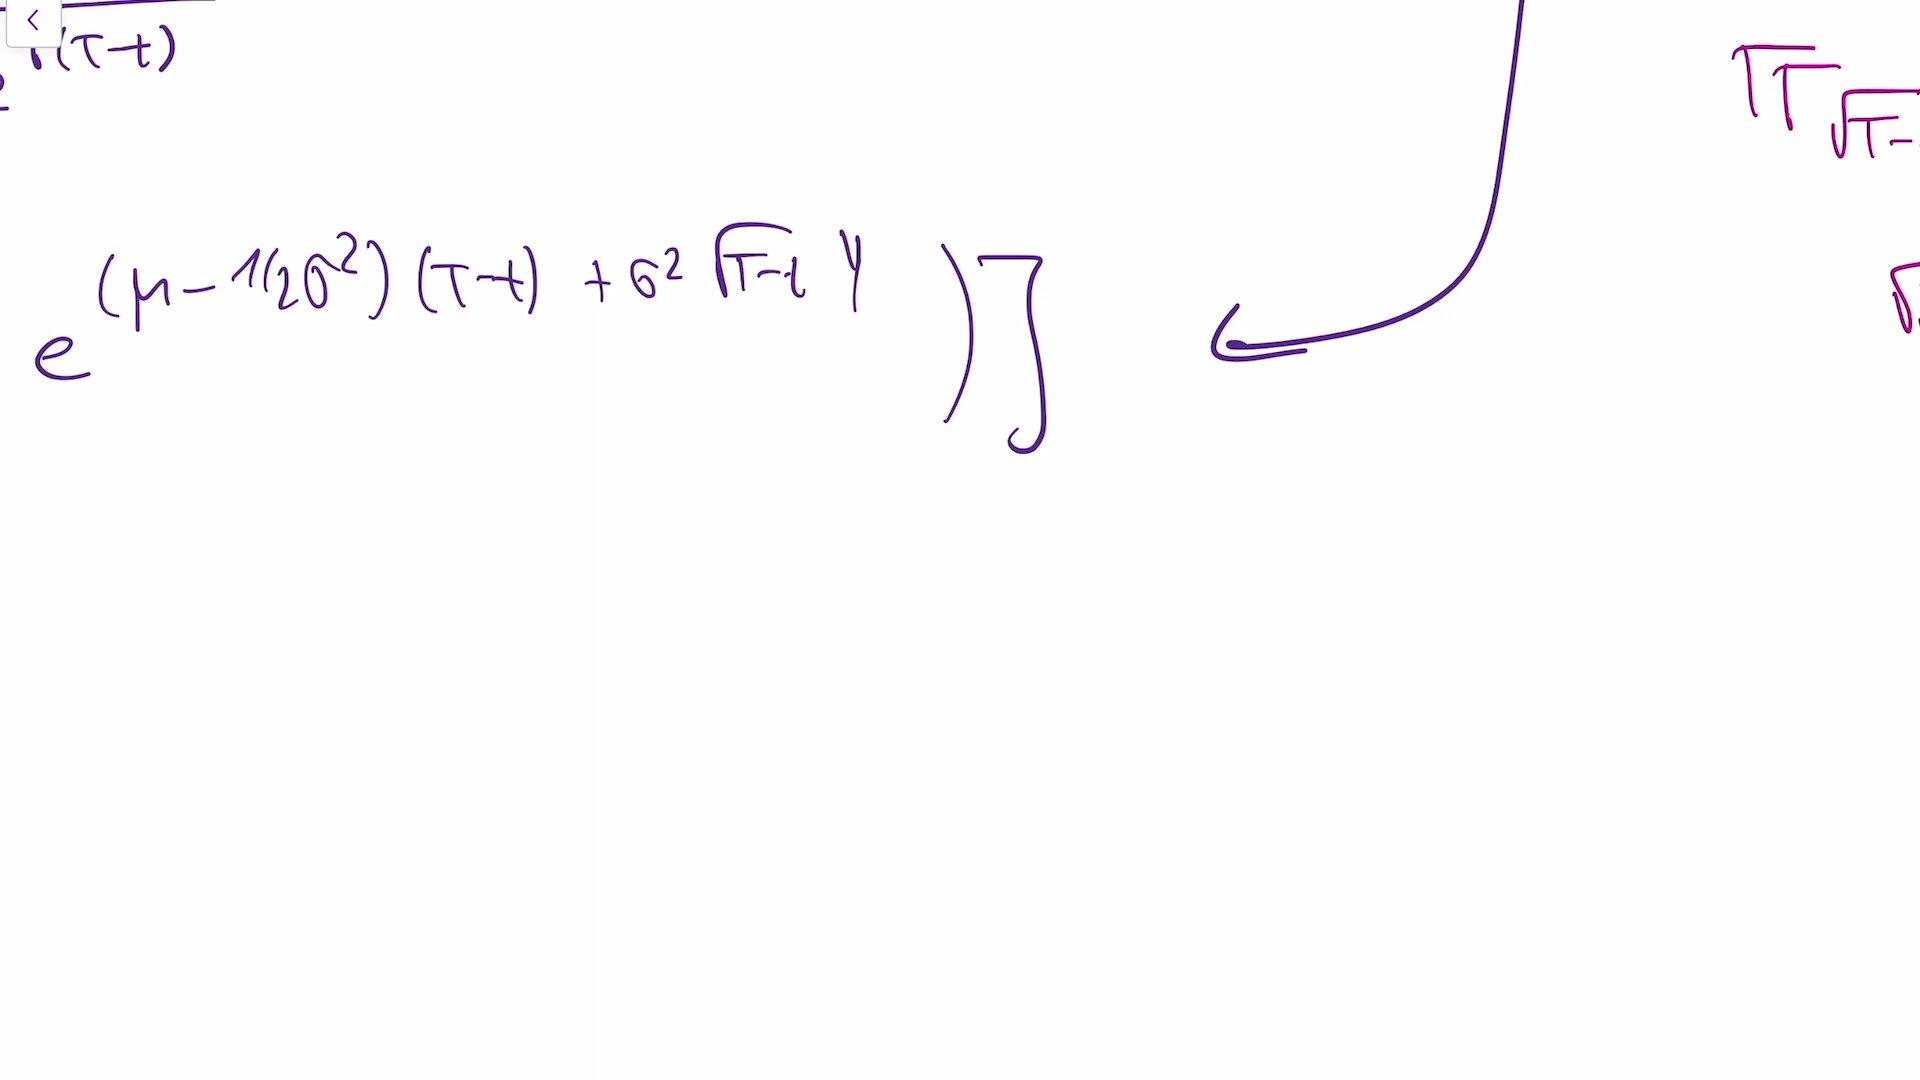 (T-t)
√T-
e^{(μ-1/2σ²)(T-t) + σ² √T-t Y} )]